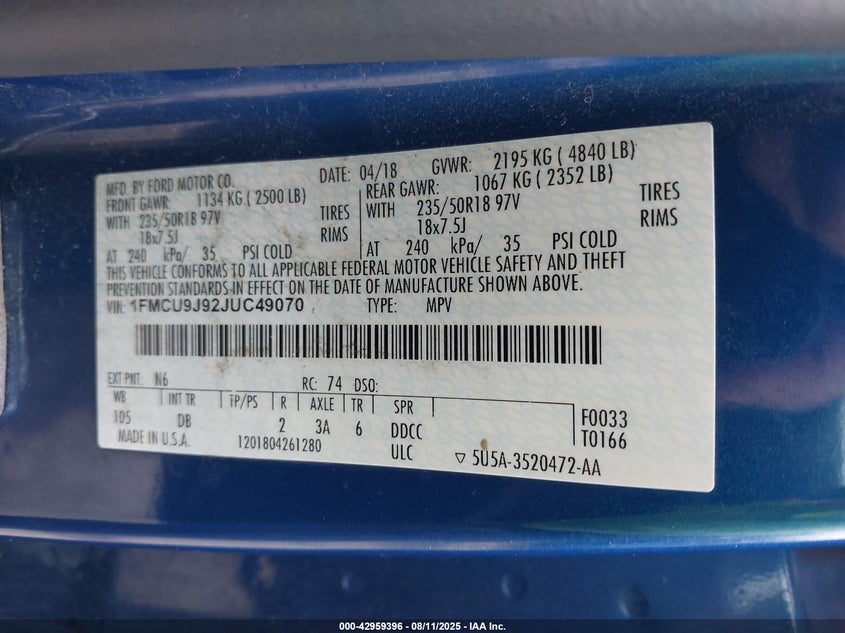 MFD. BY FORD MOTOR CO. DATE: 04/18 GVWR: 2195 KG ( 4840 LB)
FRONT GAWR: 1134 KG ( 2500 LB) REAR GAWR: 1067 KG ( 2352 LB)
WITH 235/50R18 97V TIRES WITH 235/50R18 97V TIRES
18x7.5J RIMS 18x7.5J RIMS
AT 240 kPa/ 35 PSI COLD AT 240 kPa/ 35 PSI COLD
THIS VEHICLE CONFORMS TO ALL APPLICABLE FEDERAL MOTOR VEHICLE SAFETY AND THEFT
PREVENTION STANDARDS IN EFFECT ON THE DATE OF MANUFACTURE SHOWN ABOVE.
VIN: 1FMCU9J92JUC49070 TYPE: MPV
EXT PNT: N6 RC: 74 DSO:
WB INT TR TP/PS R AXLE TR SPR F0033
105 DB 2 3A 6 DDCC T0166
MADE IN U.S.A. 1201804261280 ULC ▽ 5U5A-3520472-AA
000-42959396 - 08/11/2025 - IAA Inc.